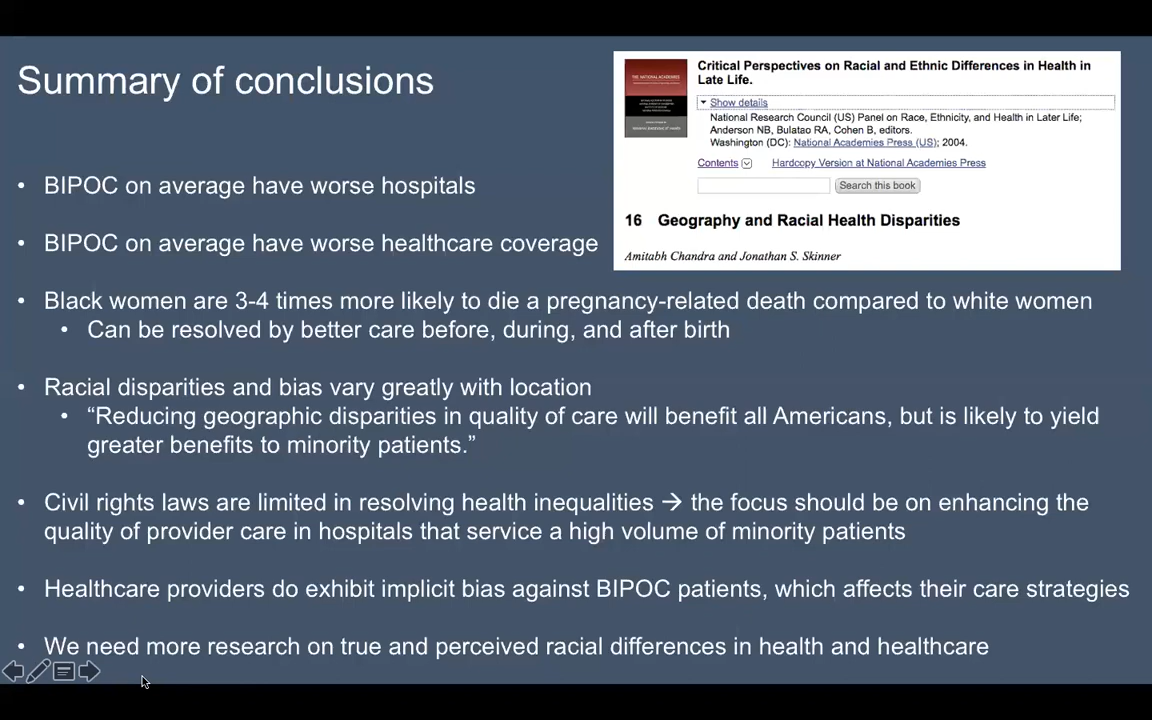 Summary of conclusions
Critical Perspectives on Racial and Ethnic Differences in Health in
Late Life.
Show details
National Research Council (US) Panel on Race, Ethnicity, and Health in Later Life;
Anderson NB, Bulatao RA, Cohen B, editors.
Washington (DC): National Academies Press (US); 2004.
Contents
Hardcopy Version at National Academies Press
Search this book
16 Geography and Racial Health Disparities
Amitabh Chandra and Jonathan S. Skinner
THE NATIONAL ACADEMIES
• BIPOC on average have worse hospitals
• BIPOC on average have worse healthcare coverage
• Black women are 3-4 times more likely to die a pregnancy-related death compared to white women
• Can be resolved by better care before, during, and after birth
• Racial disparities and bias vary greatly with location
• “Reducing geographic disparities in quality of care will benefit all Americans, but is likely to yield
greater benefits to minority patients.”
• Civil rights laws are limited in resolving health inequalities → the focus should be on enhancing the
quality of provider care in hospitals that service a high volume of minority patients
• Healthcare providers do exhibit implicit bias against BIPOC patients, which affects their care strategies
• We need more research on true and perceived racial differences in health and healthcare